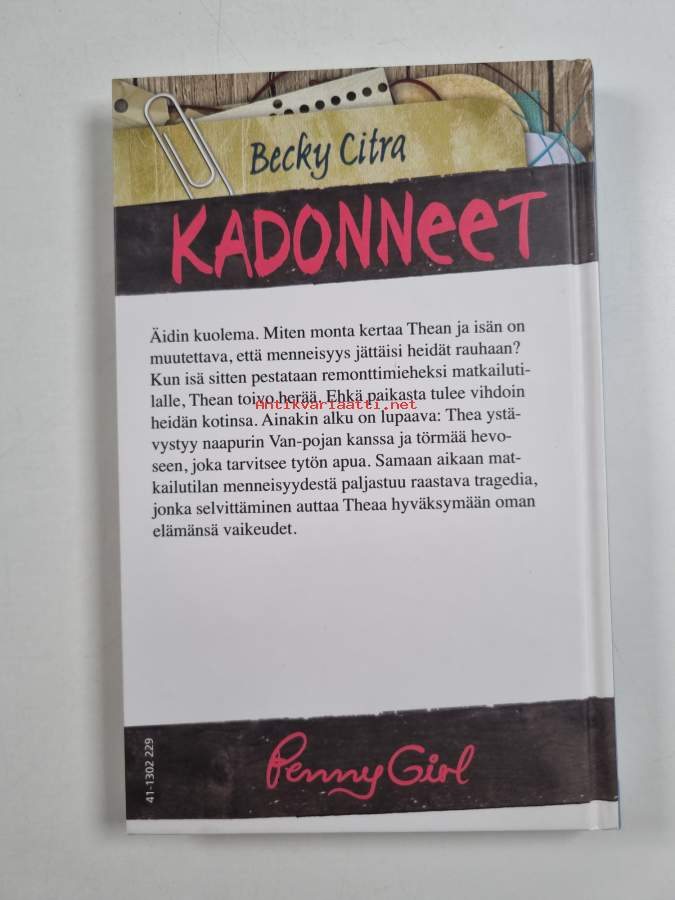 Becky Citra
KADONNEET
Äidin kuolema. Miten monta kertaa Thean ja isän on
muutettava, että menneisyys jättäisi heidät rauhaan?
Kun isä sitten pestataan remonttimieheksi matkailuti-
lalle, Thean toivo herää. Ehkä paikasta tulee vihdoin
Antikvariaatti.net
heidän kotinsa. Ainakin alku on lupaava: Thea ystä-
vystyy naapurin Van-pojan kanssa ja törmää hevo-
seen, joka tarvitsee tytön apua. Samaan aikaan mat-
kailutilan menneisyydestä paljastuu raastava tragedia,
jonka selvittäminen auttaa Theaa hyväksymään oman
elämänsä vaikeudet.
41-1302 229
Penny Girl